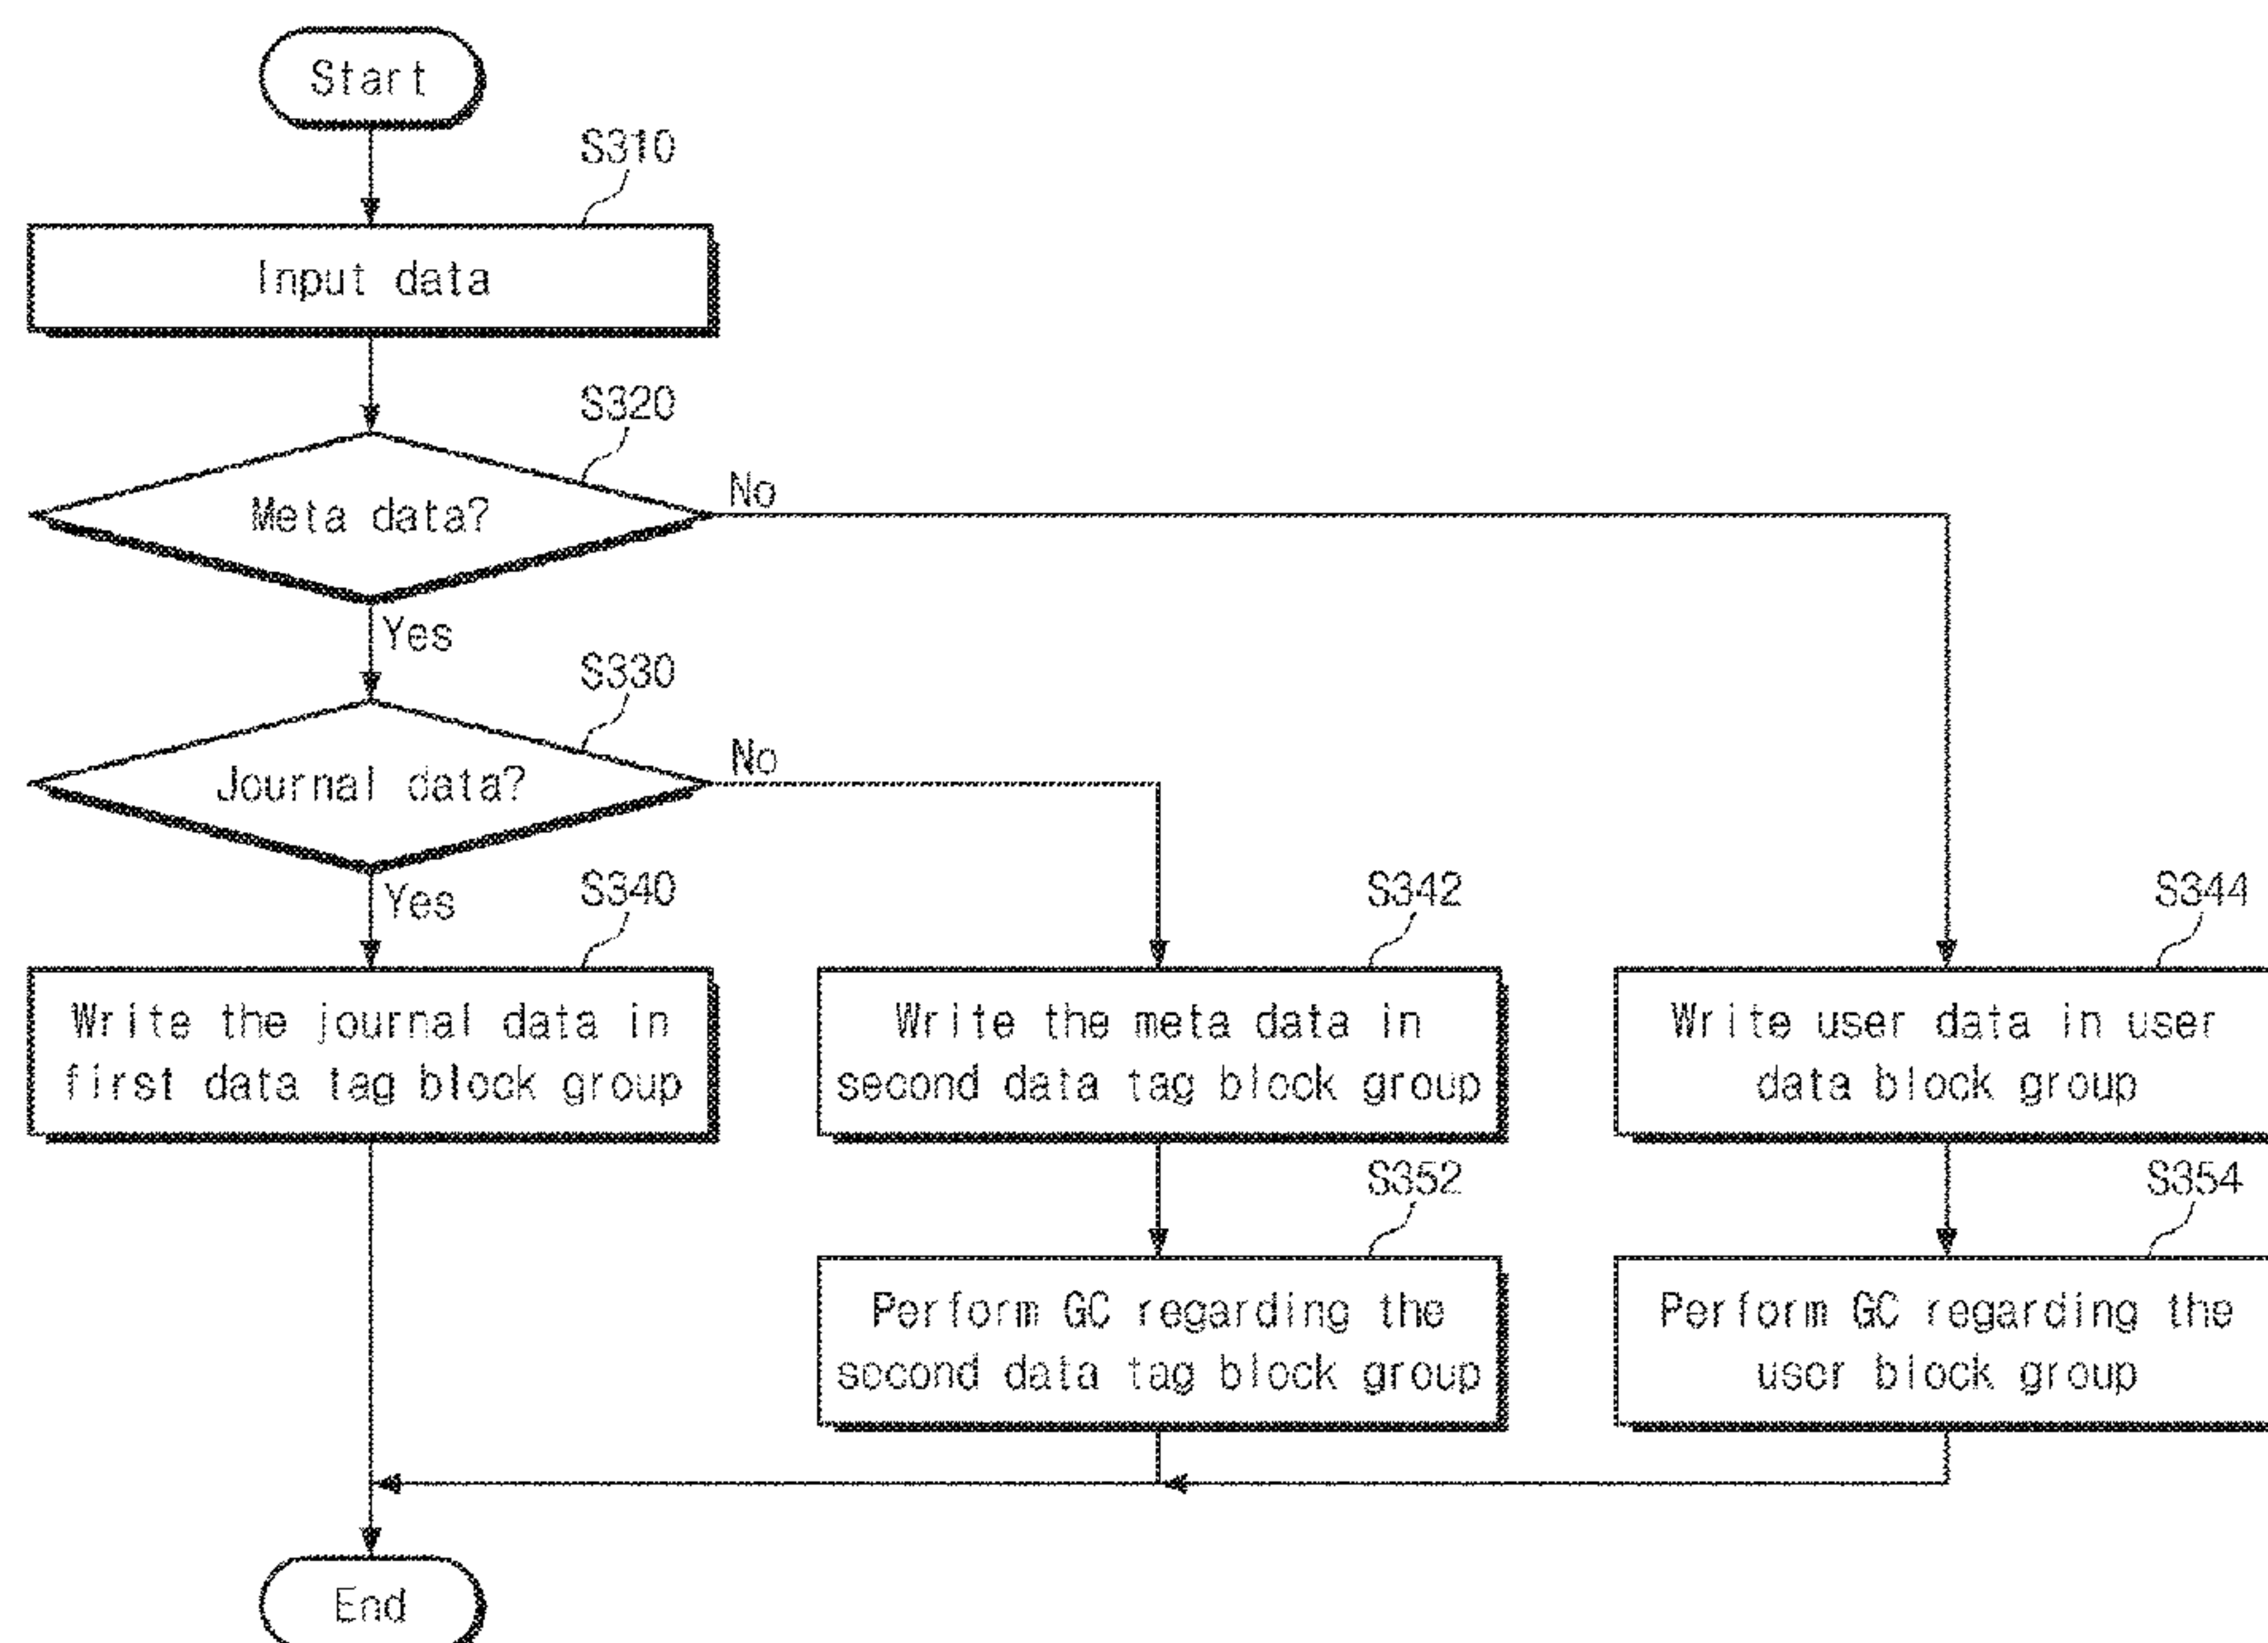 Start
S310
Input data
S320
Meta data?
No
Yes
S330
Journal data?
No
Yes
S340
S342
S344
Write the journal data in
first data tag block group
Write the meta data in
second data tag block group
Write user data in user
data block group
S352
S354
Perform GC regarding the
second data tag block group
Perform GC regarding the
user block group
End